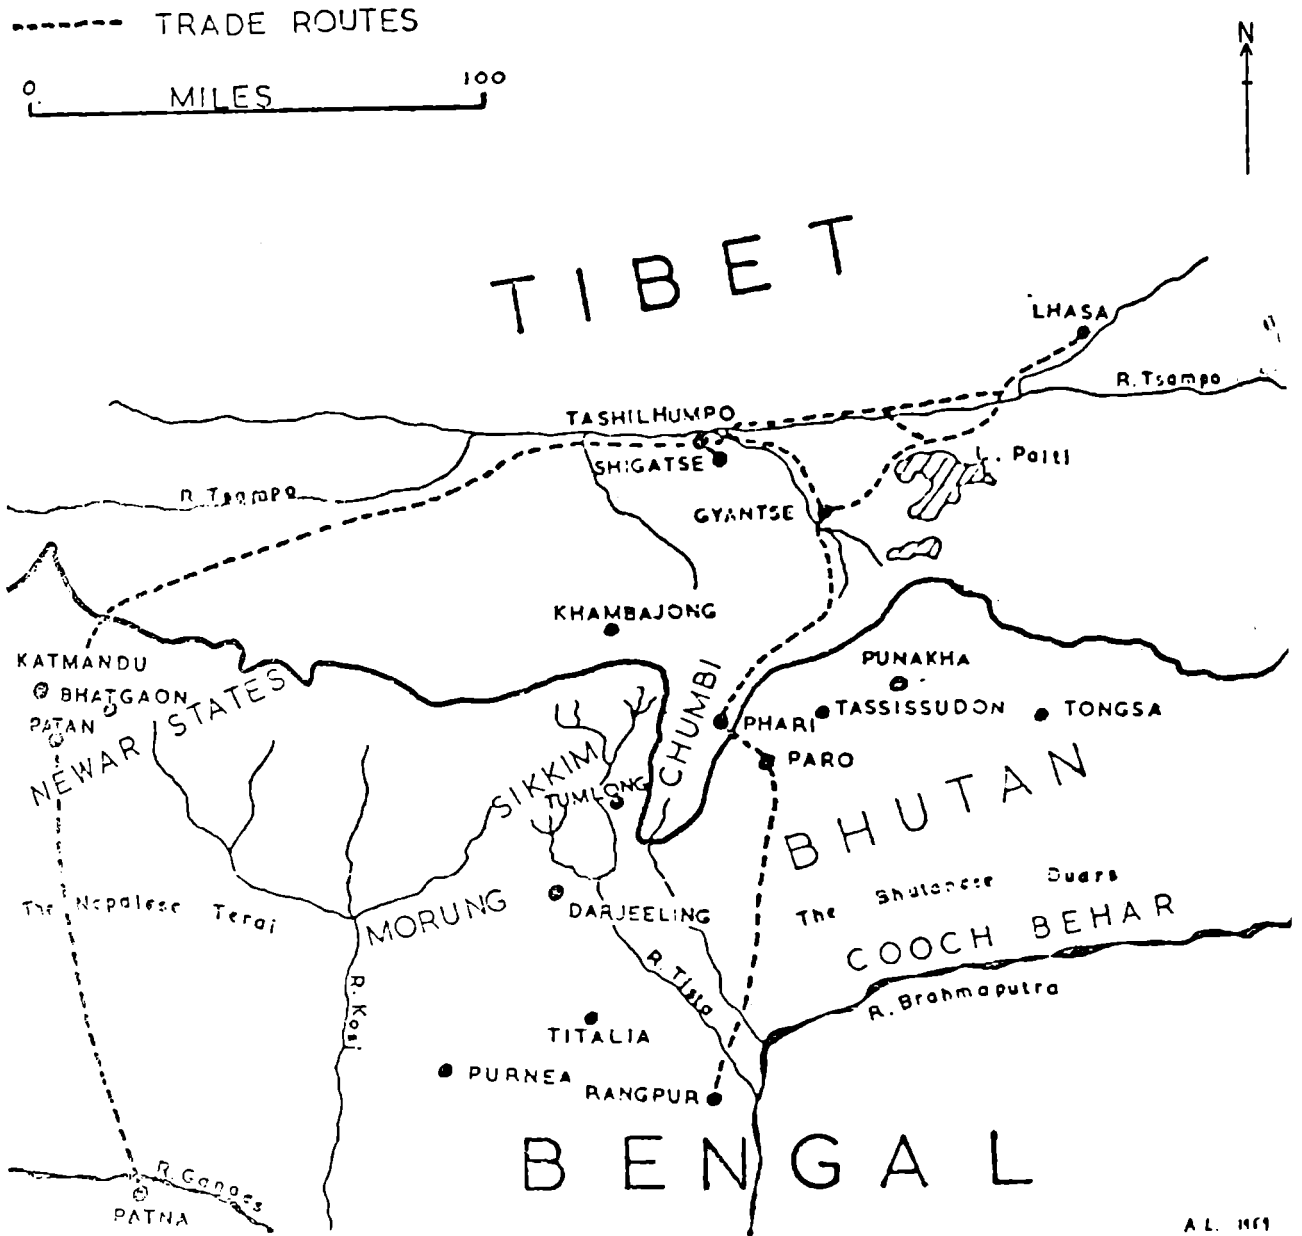 TRADE ROUTES
0 100
MILES
N
TIBET
LHASA
R. Tsampo
TASHILHUMPO
SHIGATSE
L. Palti
R. Tsampo
GYANTSE
KHAMBAJONG
KATMANDU
BHATGAON
PATAN
NEWAR STATES
CHUMBI
PUNAKHA
TASSISSUDON
TONGSA
PHARI
PARO
SIKKIM
TUMLONG
BHUTAN
The Nepalese Terai
MORUNG
DARJEELING
The Bhutanese Duars
COOCH BEHAR
R. Tista
R. Brahmaputra
R. Kosi
TITALIA
PURNEA
RANGPUR
BENGAL
R. Ganges
PATNA
A.L. 1959